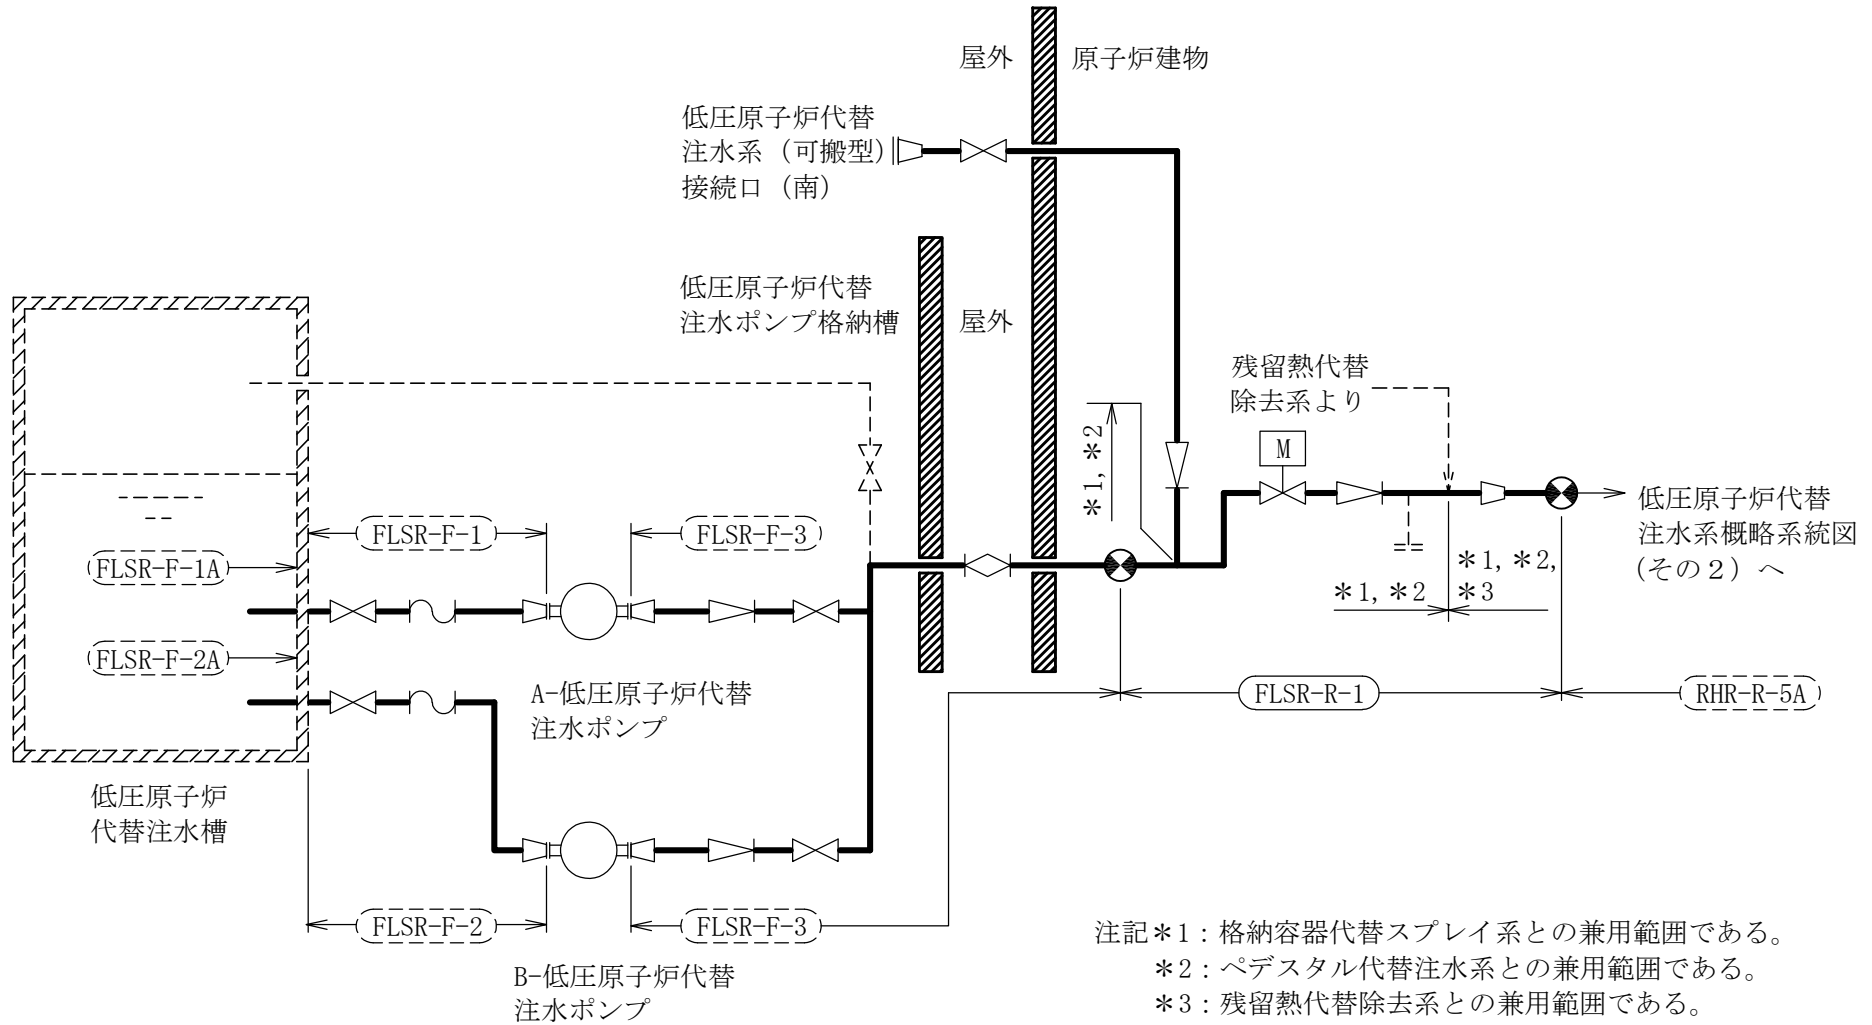 屋外
原子炉建物
低圧原子炉代替
注水系（可搬型）
接続口（南）
低圧原子炉代替
注水ポンプ格納槽
屋外
残留熱代替
除去系より
＊1,＊2
M
低圧原子炉代替
注水系概略系統図
（その２）へ
FLSR-F-1
FLSR-F-3
FLSR-F-1A
＊1,＊2,
＊1,＊2
＊3
FLSR-F-2A
A-低圧原子炉代替
注水ポンプ
FLSR-R-1
RHR-R-5A
低圧原子炉
代替注水槽
FLSR-F-2
FLSR-F-3
B-低圧原子炉代替
注水ポンプ
注記＊1：格納容器代替スプレイ系との兼用範囲である。
＊2：ペデスタル代替注水系との兼用範囲である。
＊3：残留熱代替除去系との兼用範囲である。